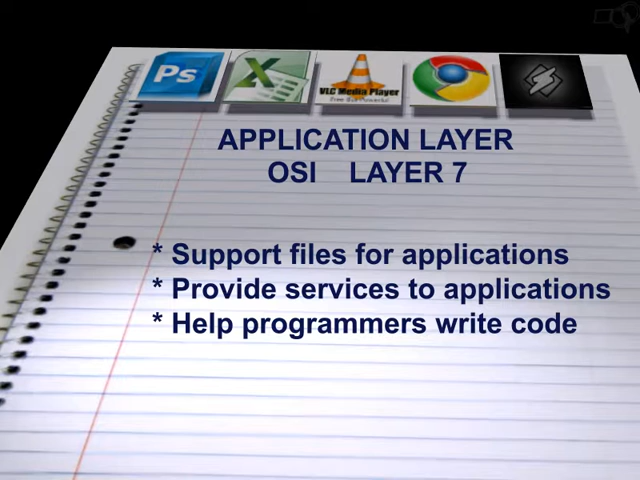 Ps
VLC Media Player
APPLICATION LAYER
OSI LAYER 7
* Support files for applications
* Provide services to applications
* Help programmers write code